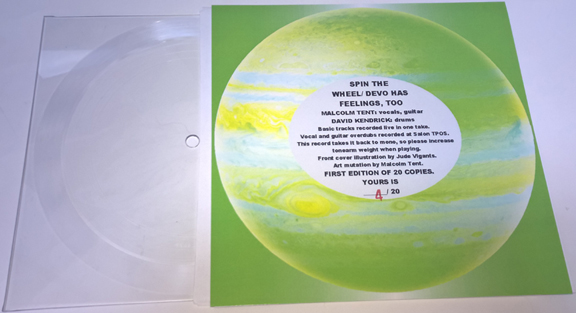 SPIN THE
WHEEL/ DEVO HAS
FEELINGS, TOO
MALCOLM TENT: vocals, guitar
DAVID KENDRICK: drums
Basic tracks recorded live in one take.
Vocal and guitar overdubs recorded at Salon TPOS.
This record takes it back to mono, so please increase
tonearm weight when playing.
Front cover illustration by Jude Vigants.
Art mutation by Malcolm Tent.
FIRST EDITION OF 20 COPIES.
YOURS IS
4 / 20